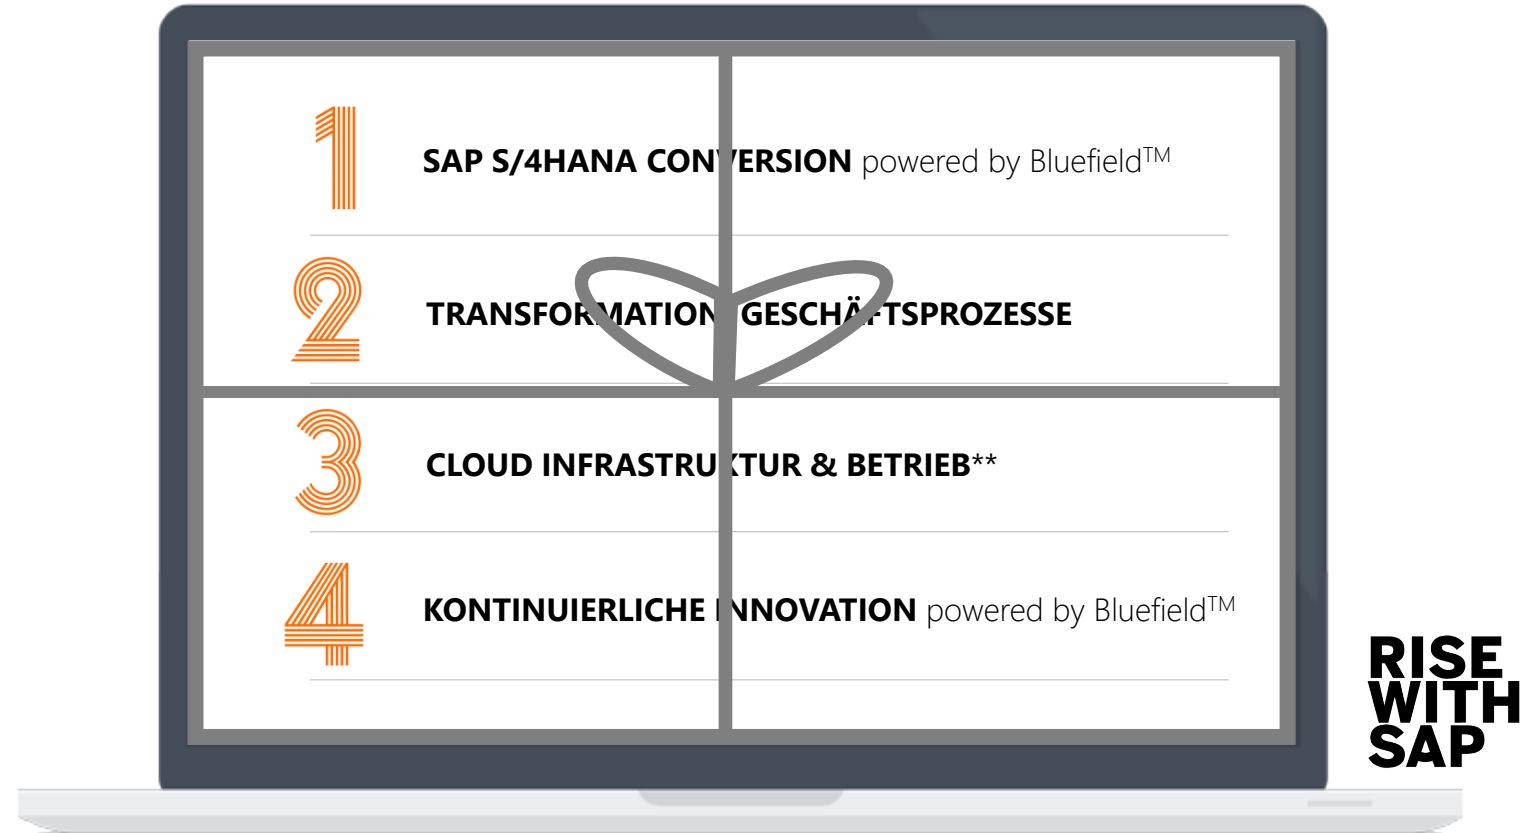 1
SAP S/4HANA CONVERSION powered by Bluefield™
2
TRANSFORMATION GESCHÄFTSPROZESSE
3
CLOUD INFRASTRUKTUR & BETRIEB**
4
KONTINUIERLICHE INNOVATION powered by Bluefield™
RISE
WITH
SAP